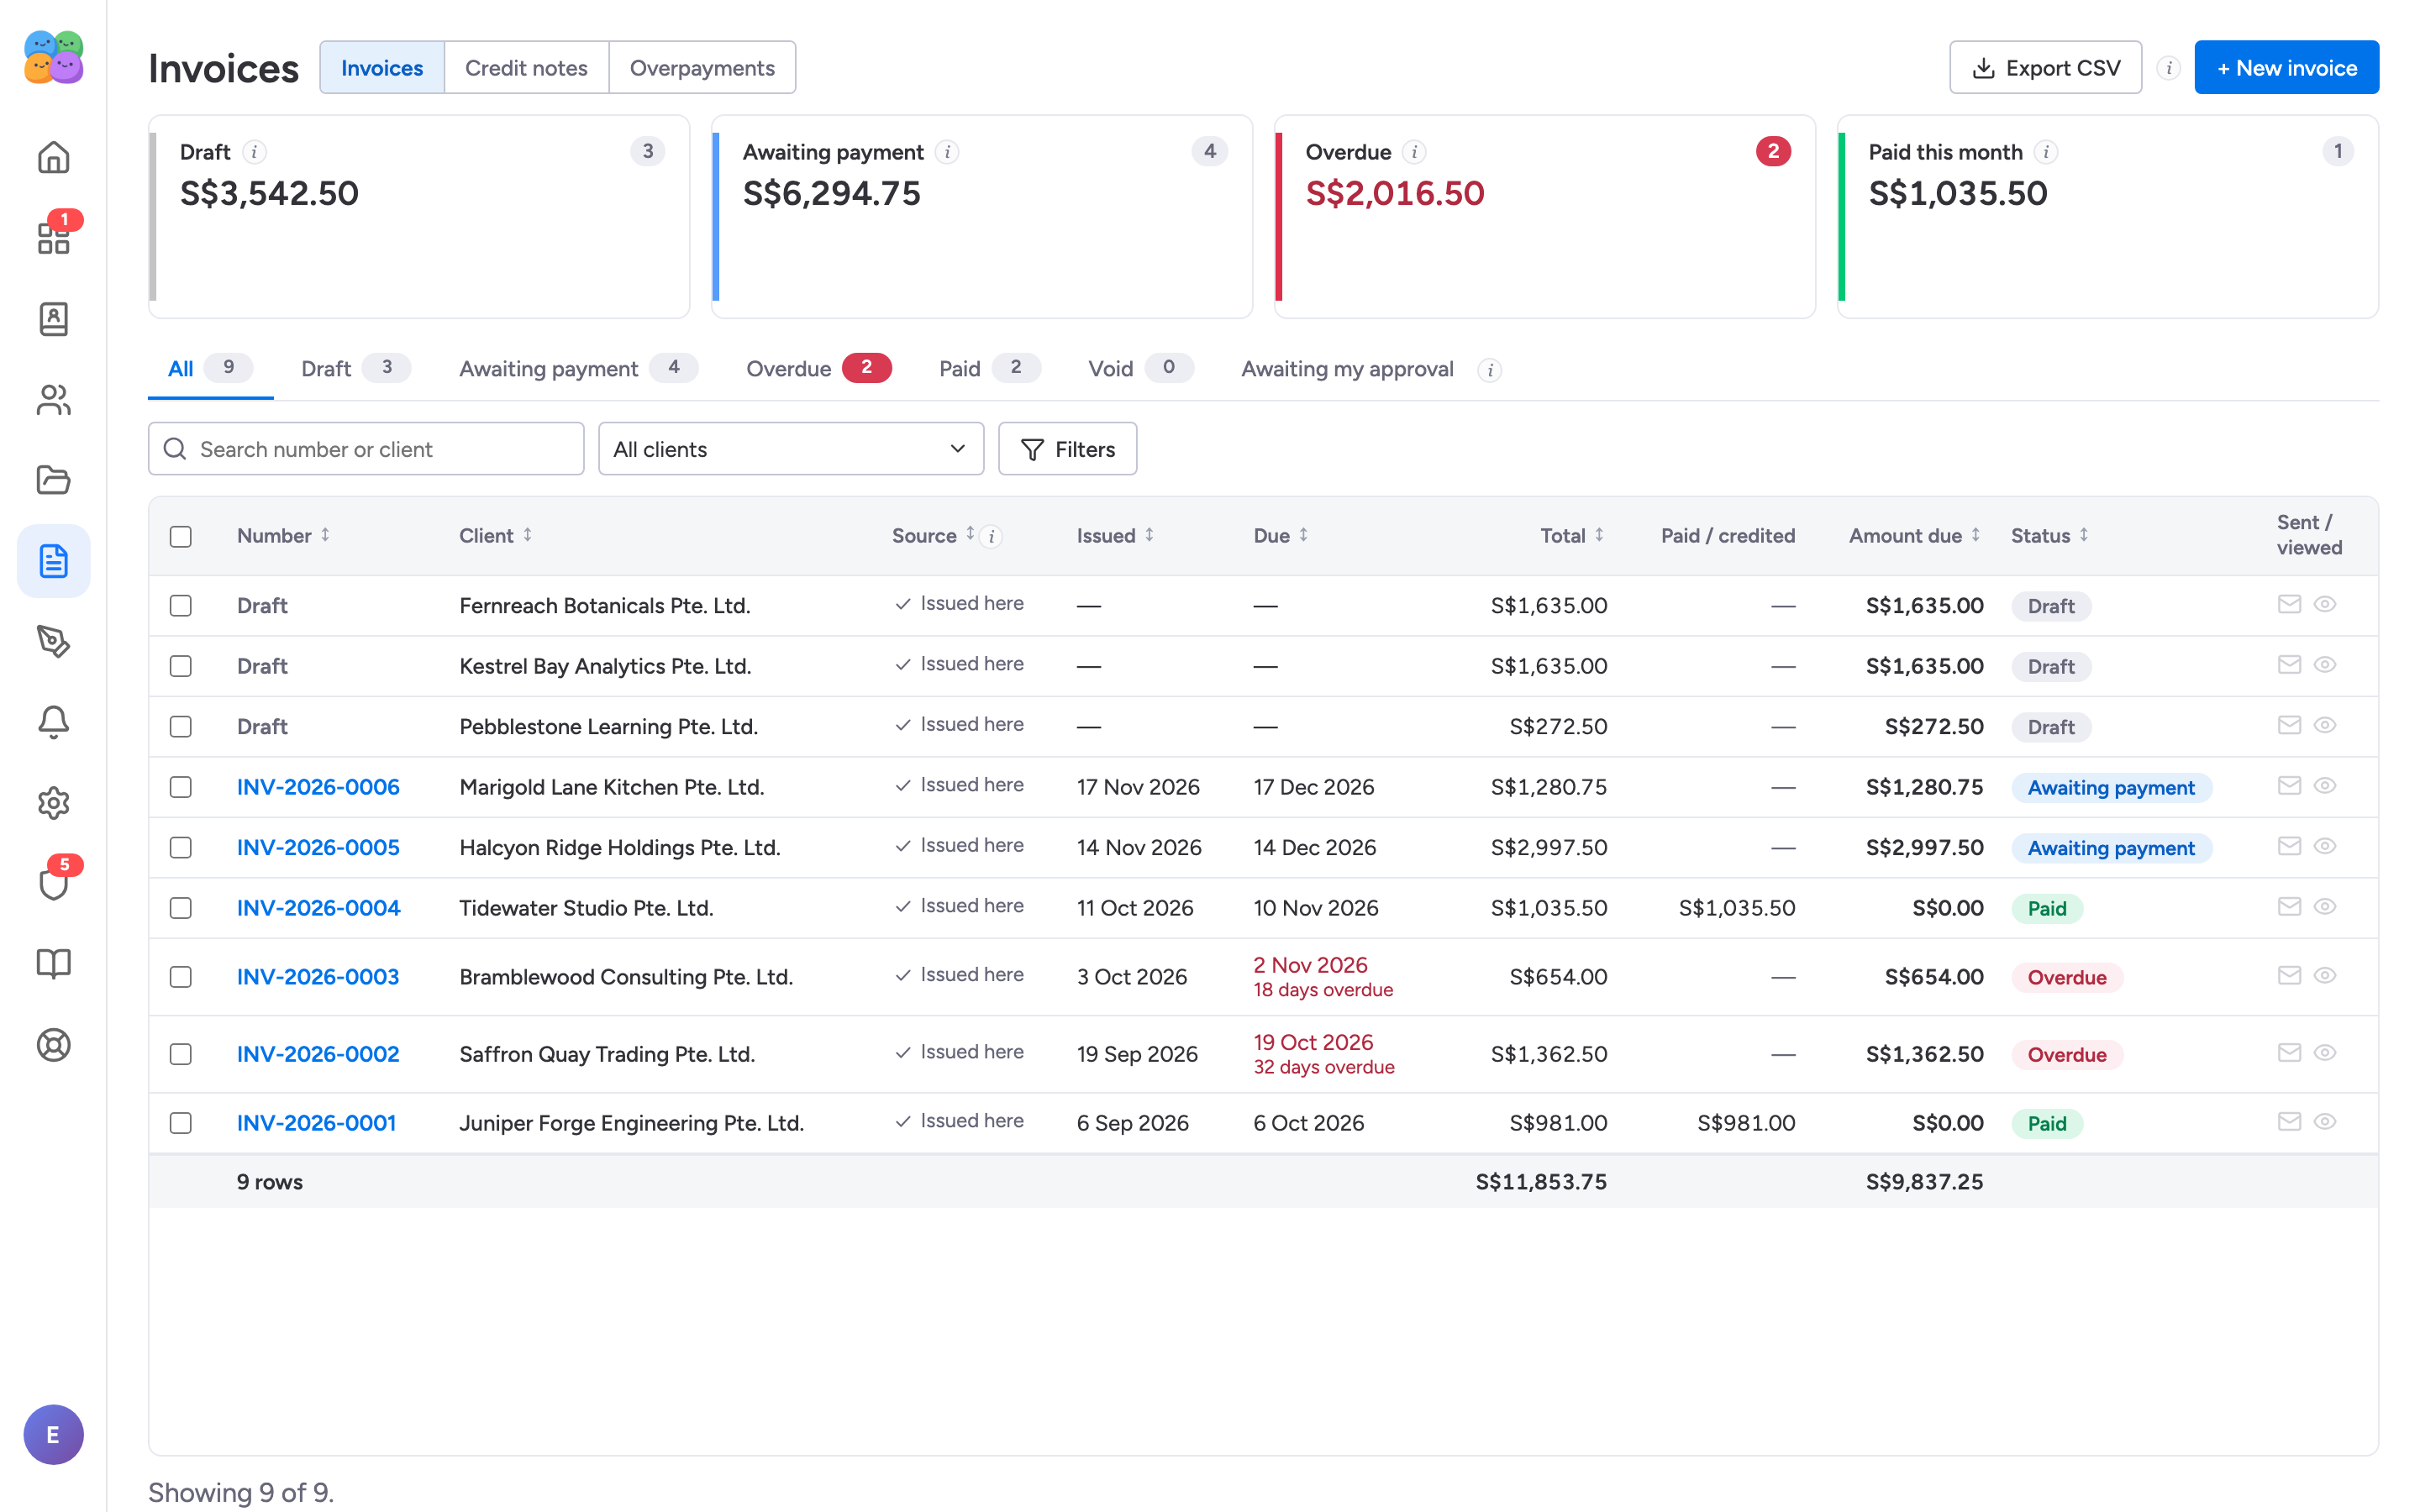 Invoices
Invoices
Credit notes
Overpayments
Export CSV
i
+ New invoice
Draft i 3
S$3,542.50
Awaiting payment i 4
S$6,294.75
Overdue i 2
S$2,016.50
Paid this month i 1
S$1,035.50
1
All 9
Draft 3
Awaiting payment 4
Overdue 2
Paid 2
Void 0
Awaiting my approval i
Search number or client
All clients
Filters
Number Client Source i Issued Due Total Paid / credited Amount due Status Sent / viewed
Draft Fernreach Botanicals Pte. Ltd. Issued here — — S$1,635.00 — S$1,635.00 Draft
Draft Kestrel Bay Analytics Pte. Ltd. Issued here — — S$1,635.00 — S$1,635.00 Draft
Draft Pebblestone Learning Pte. Ltd. Issued here — — S$272.50 — S$272.50 Draft
INV-2026-0006 Marigold Lane Kitchen Pte. Ltd. Issued here 17 Nov 2026 17 Dec 2026 S$1,280.75 — S$1,280.75 Awaiting payment
INV-2026-0005 Halcyon Ridge Holdings Pte. Ltd. Issued here 14 Nov 2026 14 Dec 2026 S$2,997.50 — S$2,997.50 Awaiting payment
5
INV-2026-0004 Tidewater Studio Pte. Ltd. Issued here 11 Oct 2026 10 Nov 2026 S$1,035.50 S$1,035.50 S$0.00 Paid
INV-2026-0003 Bramblewood Consulting Pte. Ltd. Issued here 3 Oct 2026 2 Nov 2026 S$654.00 — S$654.00 Overdue
18 days overdue
INV-2026-0002 Saffron Quay Trading Pte. Ltd. Issued here 19 Sep 2026 19 Oct 2026 S$1,362.50 — S$1,362.50 Overdue
32 days overdue
INV-2026-0001 Juniper Forge Engineering Pte. Ltd. Issued here 6 Sep 2026 6 Oct 2026 S$981.00 S$981.00 S$0.00 Paid
9 rows S$11,853.75 S$9,837.25
E
Showing 9 of 9.